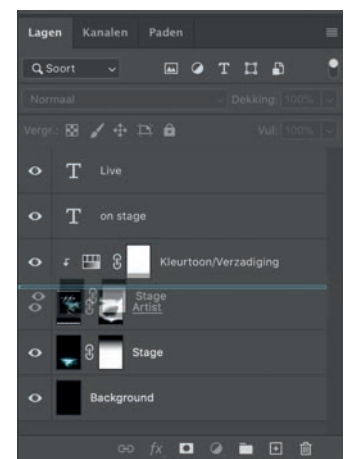 Lagen Kanalen Paden
Soort
Normaal Dekking: 100%
Vergr.: Vul: 100%
T Live
T on stage
Kleurtoon/Verzadiging
Stage
Artist
Stage
Background
fx